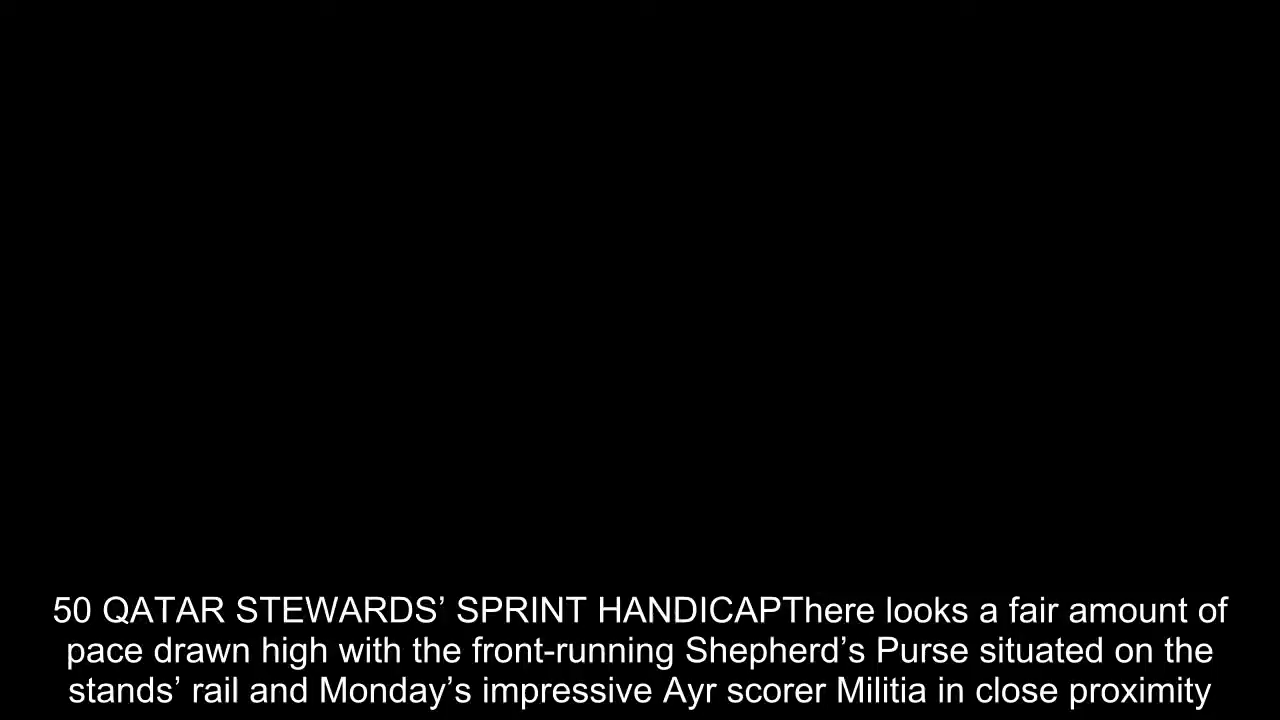 50 QATAR STEWARDS’ SPRINT HANDICAPThere looks a fair amount of
pace drawn high with the front-running Shepherd’s Purse situated on the
stands’ rail and Monday’s impressive Ayr scorer Militia in close proximity